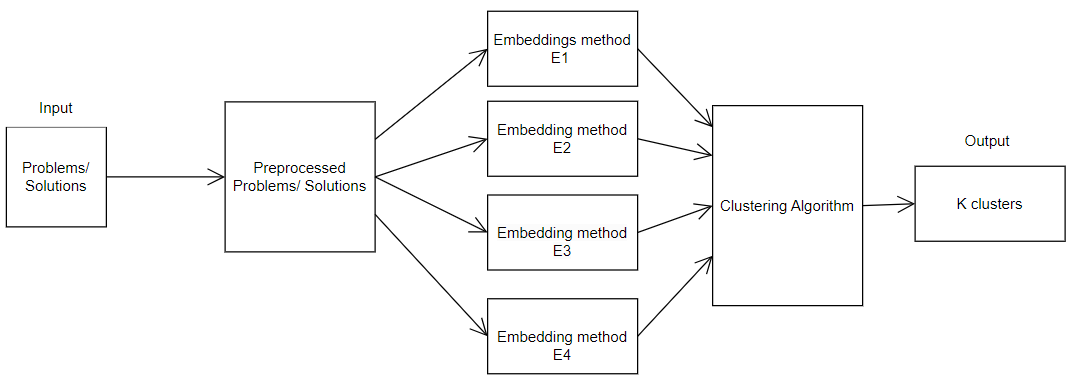 Input
Problems/
Solutions
Preprocessed
Problems/ Solutions
Embeddings method
E1
Embedding method
E2
Embedding method
E3
Embedding method
E4
Clustering Algorithm
Output
K clusters